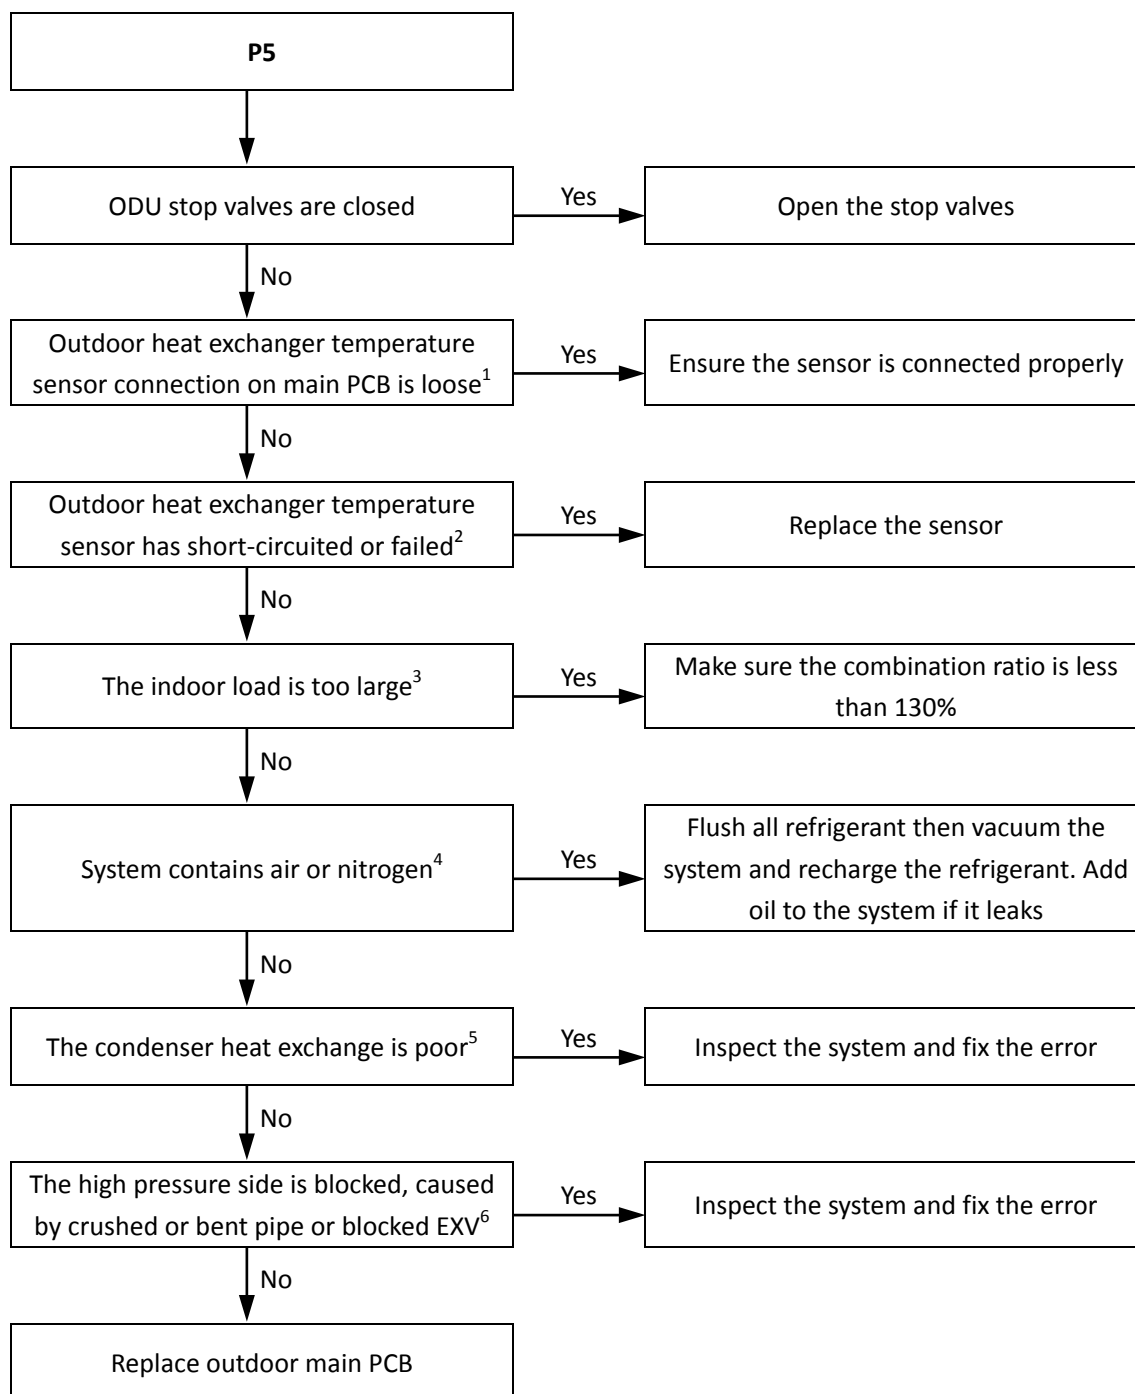 P5
ODU stop valves are closed
Yes
Open the stop valves
No
Outdoor heat exchanger temperature
sensor connection on main PCB is loose1
Yes
Ensure the sensor is connected properly
No
Outdoor heat exchanger temperature
sensor has short-circuited or failed2
Yes
Replace the sensor
No
The indoor load is too large3
Yes
Make sure the combination ratio is less
than 130%
No
System contains air or nitrogen4
Yes
Flush all refrigerant then vacuum the
system and recharge the refrigerant. Add
oil to the system if it leaks
No
The condenser heat exchange is poor5
Yes
Inspect the system and fix the error
No
The high pressure side is blocked, caused
by crushed or bent pipe or blocked EXV6
Yes
Inspect the system and fix the error
No
Replace outdoor main PCB